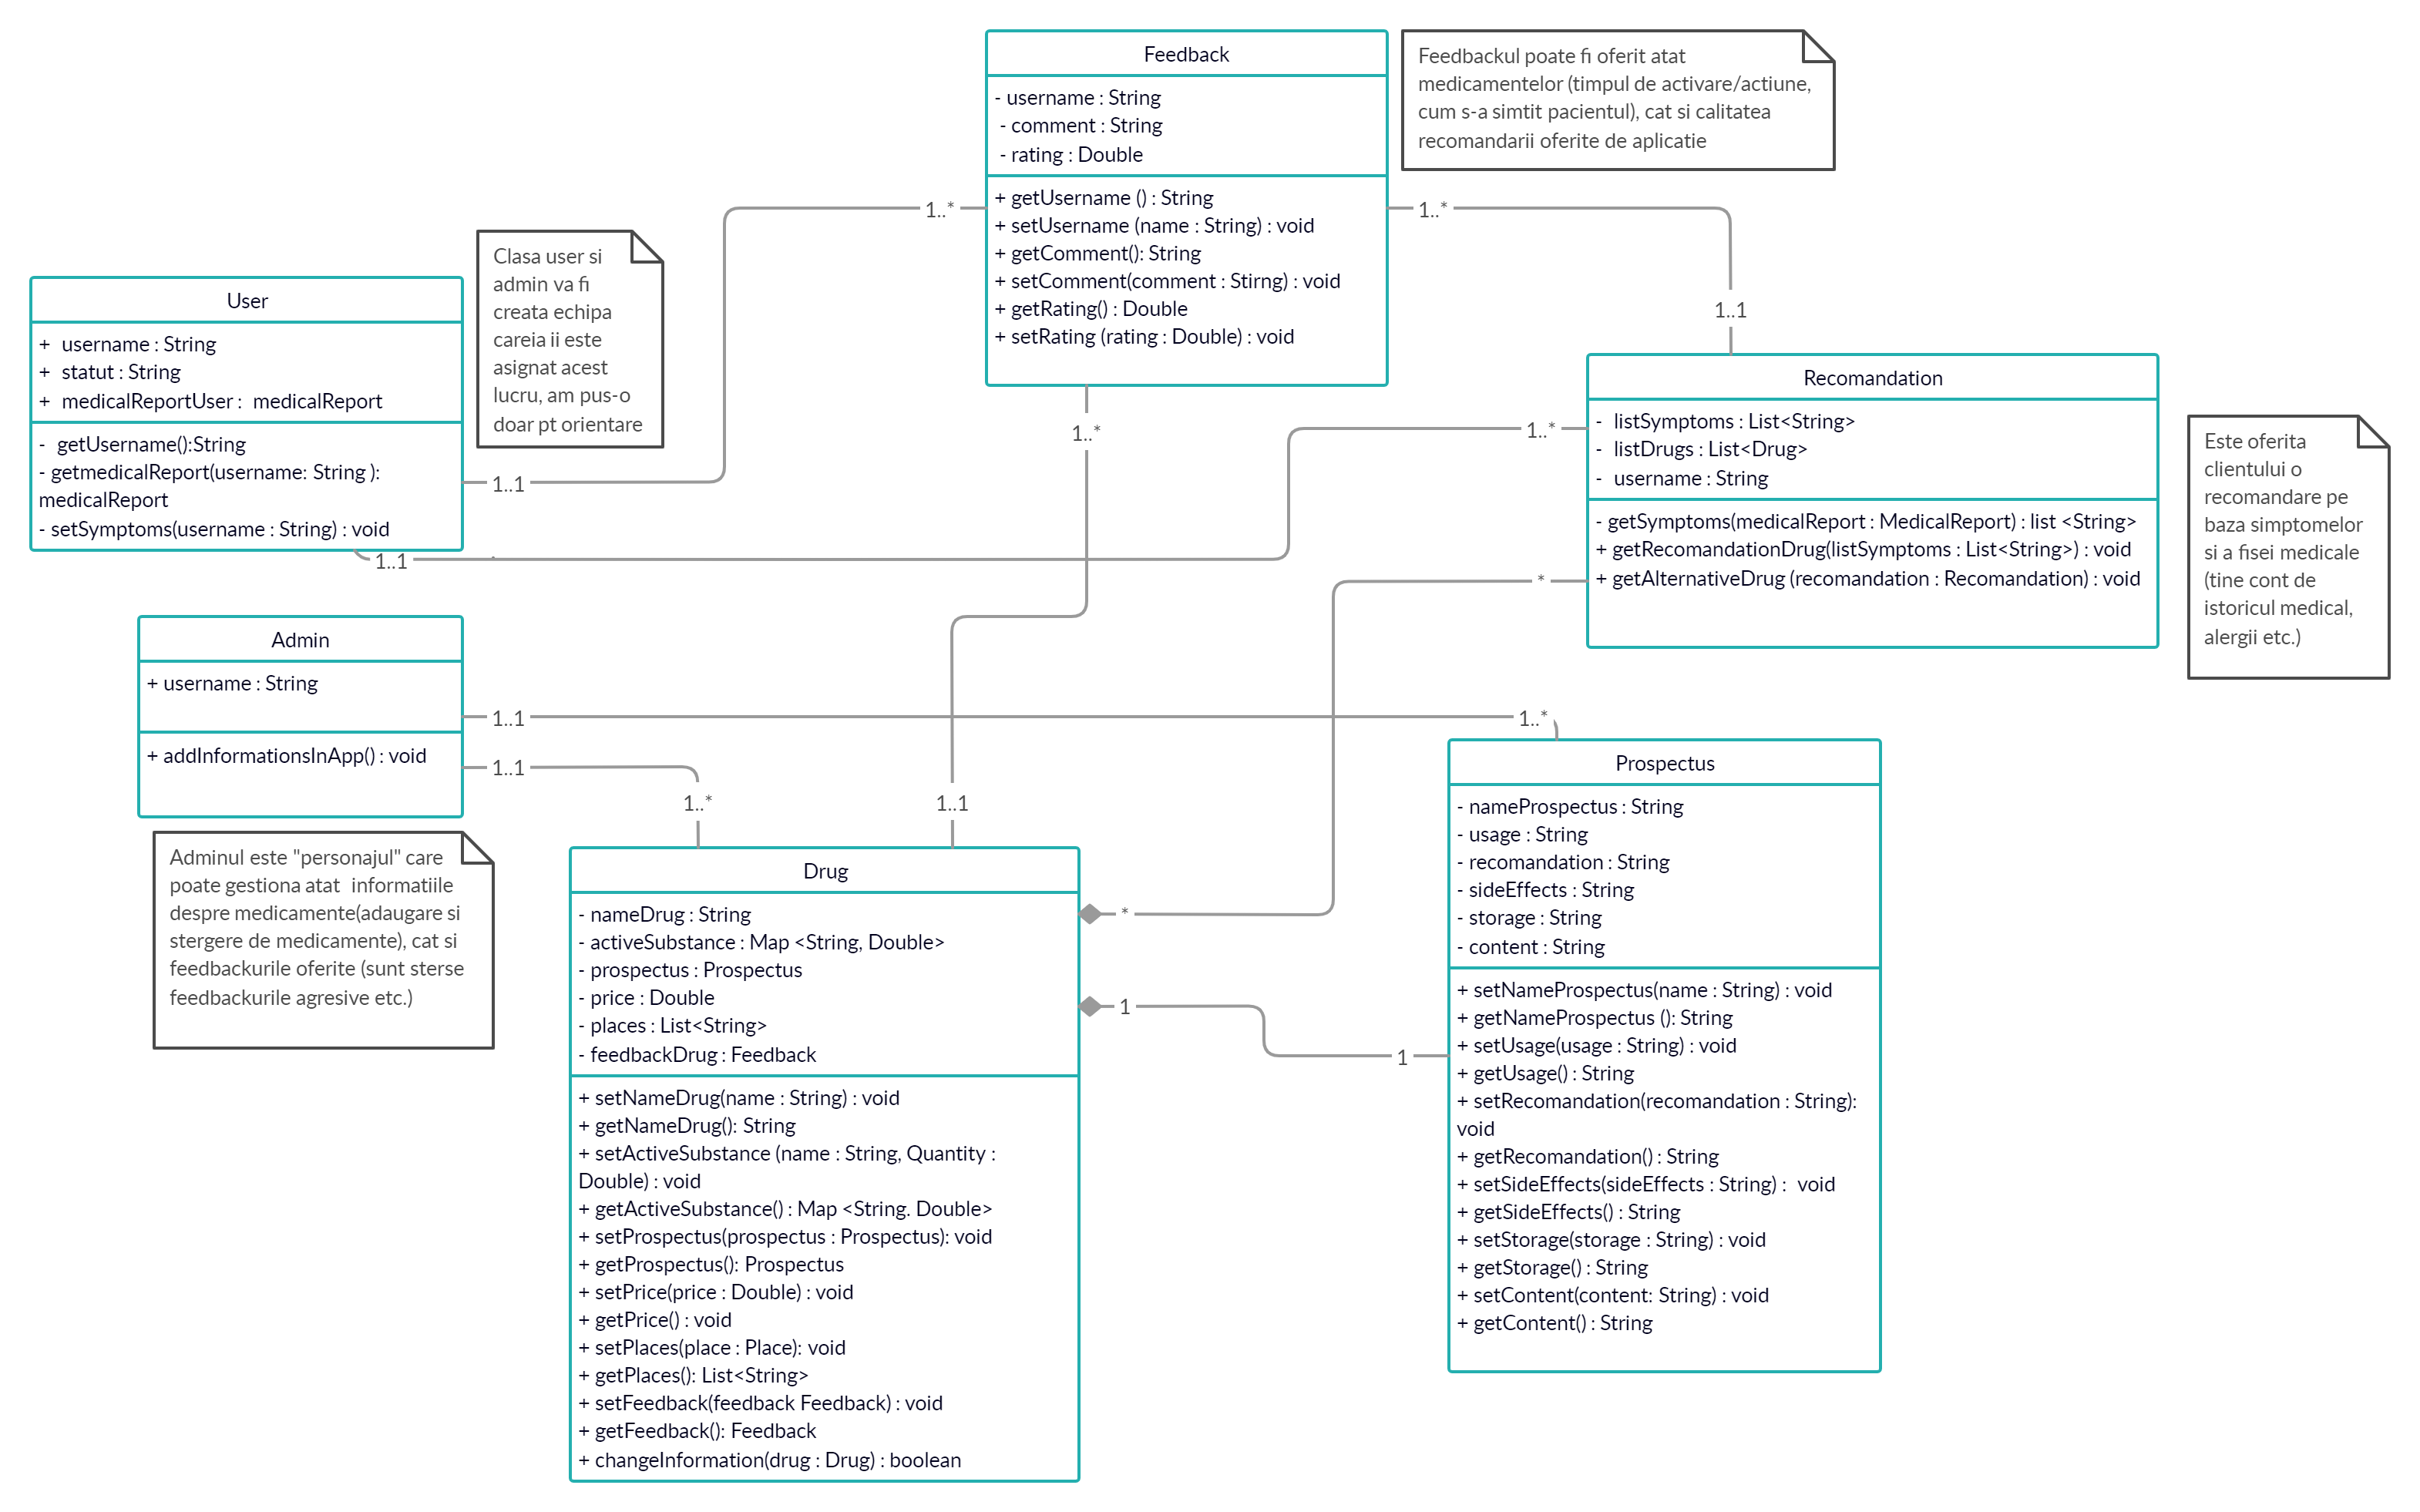 Feedback
- username : String
- comment : String
- rating : Double
+ getUsername () : String
+ setUsername (name : String) : void
+ getComment(): String
+ setComment(comment : Stirng) : void
+ getRating() : Double
+ setRating (rating : Double) : void
Feedbackul poate fi oferit atat
medicamentelor (timpul de activare/actiune,
cum s-a simtit pacientul), cat si calitatea
recomandarii oferite de aplicatie
1..*
1..*
1..1
1..*
Clasa user si
admin va fi
creata echipa
careia ii este
asignat acest
lucru, am pus-o
doar pt orientare
User
+ username : String
+ statut : String
+ medicalReportUser : medicalReport
- getUsername():String
- getmedicalReport(username: String ):
medicalReport
- setSymptoms(username : String) : void
1..1
1..1
Recomandation
- listSymptoms : List<String>
- listDrugs : List<Drug>
- username : String
- getSymptoms(medicalReport : MedicalReport) : list <String>
+ getRecomandationDrug(listSymptoms : List<String>) : void
+ getAlternativeDrug (recomandation : Recomandation) : void
1..*
*
Este oferita
clientului o
recomandare pe
baza simptomelor
si a fisei medicale
(tine cont de
istoricul medical,
alergii etc.)
Admin
+ username : String
+ addInformationsInApp() : void
1..1
1..*
1..1
1..*
1..1
Adminul este "personajul" care
poate gestiona atat informatiile
despre medicamente(adaugare si
stergere de medicamente), cat si
feedbackurile oferite (sunt sterse
feedbackurile agresive etc.)
Drug
- nameDrug : String
- activeSubstance : Map <String, Double>
- prospectus : Prospectus
- price : Double
- places : List<String>
- feedbackDrug : Feedback
+ setNameDrug(name : String) : void
+ getNameDrug(): String
+ setActiveSubstance (name : String, Quantity :
Double) : void
+ getActiveSubstance() : Map <String. Double>
+ setProspectus(prospectus : Prospectus): void
+ getProspectus(): Prospectus
+ setPrice(price : Double) : void
+ getPrice() : void
+ setPlaces(place : Place): void
+ getPlaces(): List<String>
+ setFeedback(feedback Feedback) : void
+ getFeedback(): Feedback
+ changeInformation(drug : Drug) : boolean
*
1
1
Prospectus
- nameProspectus : String
- usage : String
- recomandation : String
- sideEffects : String
- storage : String
- content : String
+ setNameProspectus(name : String) : void
+ getNameProspectus (): String
+ setUsage(usage : String) : void
+ getUsage() : String
+ setRecomandation(recomandation : String):
void
+ getRecomandation() : String
+ setSideEffects(sideEffects : String) : void
+ getSideEffects() : String
+ setStorage(storage : String) : void
+ getStorage() : String
+ setContent(content: String) : void
+ getContent() : String